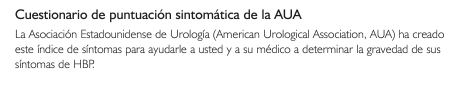 Cuestionario de puntuación sintomática de la AUA
La Asociación Estadounidense de Urología (American Urological Association, AUA) ha creado
este índice de síntomas para ayudarle a usted y a su médico a determinar la gravedad de sus
síntomas de HBP.